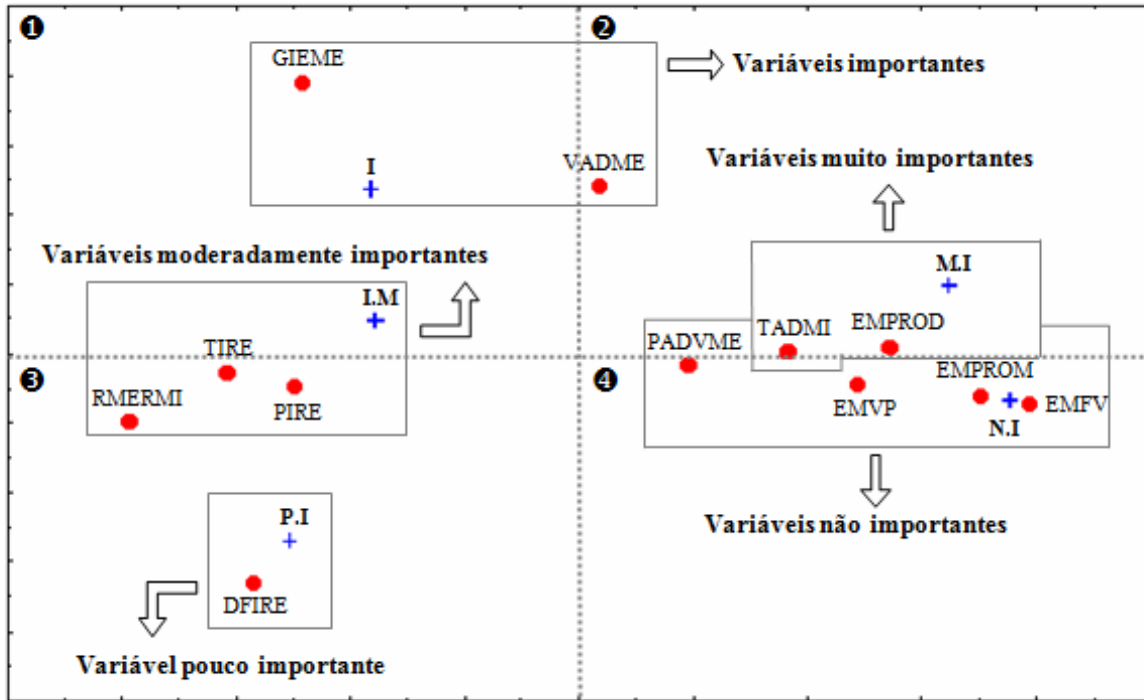 ❶
❷
GIEME
Variáveis importantes
I
VADME
Variáveis muito importantes
Variáveis moderadamente importantes
I.M
M.I
TIRE
PADVME
TADMI
EMPROD
❸
❹
RMERMI
PIRE
EMVP
EMPROM
EMFV
N.I
P.I
Variáveis não importantes
DFIRE
Variável pouco importante